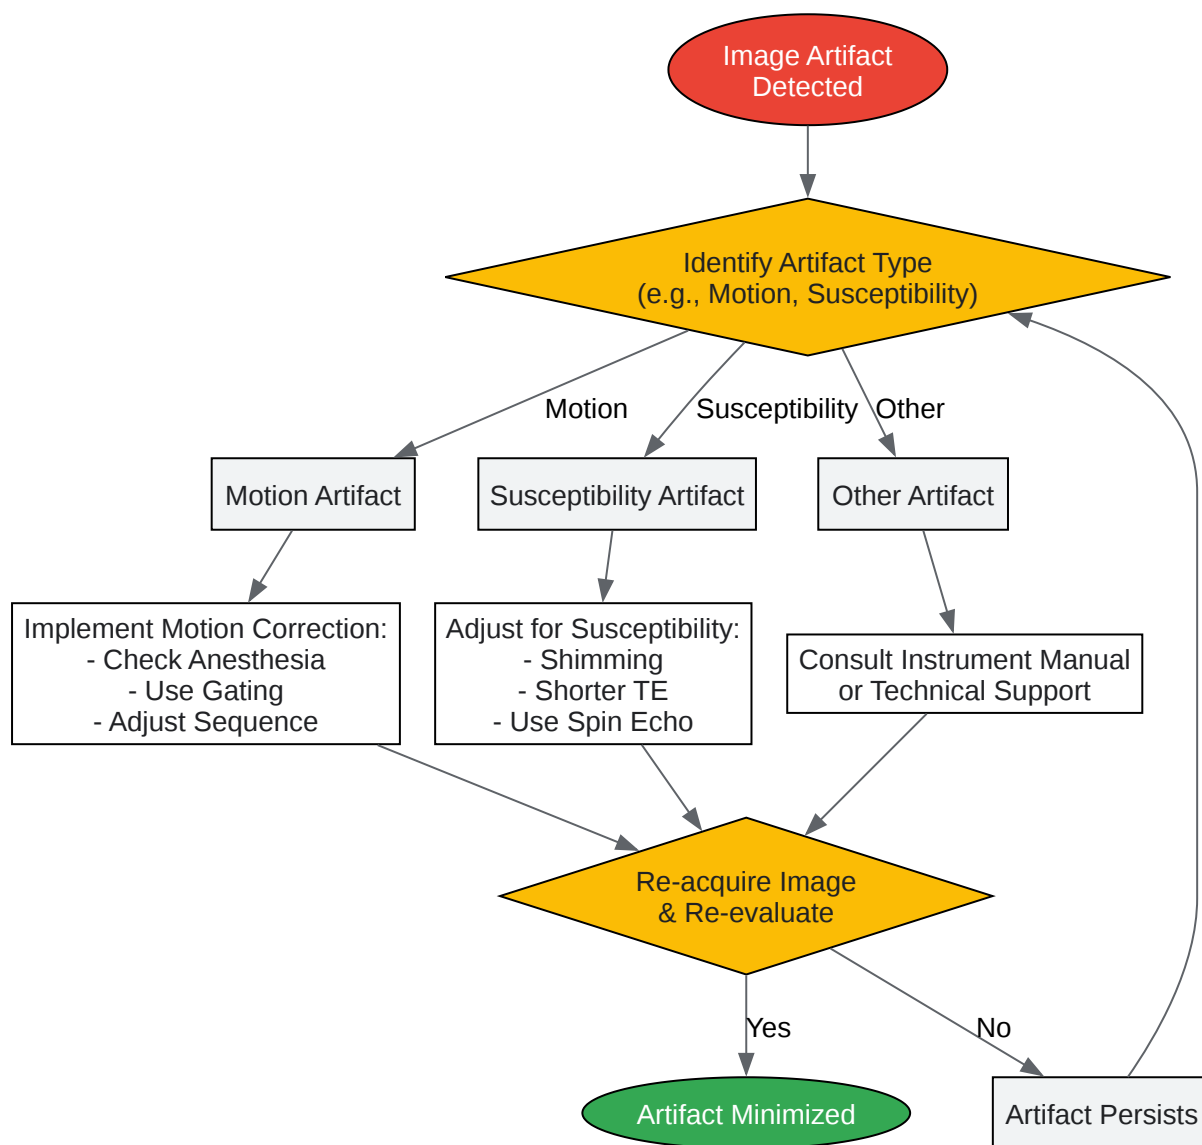 Image Artifact
Detected
Identify Artifact Type
(e.g., Motion, Susceptibility)
Motion
Susceptibility
Other
Motion Artifact
Susceptibility Artifact
Other Artifact
Implement Motion Correction:
- Check Anesthesia
- Use Gating
- Adjust Sequence
Adjust for Susceptibility:
- Shimming
- Shorter TE
- Use Spin Echo
Consult Instrument Manual
or Technical Support
Re-acquire Image
& Re-evaluate
Yes
No
Artifact Minimized
Artifact Persists